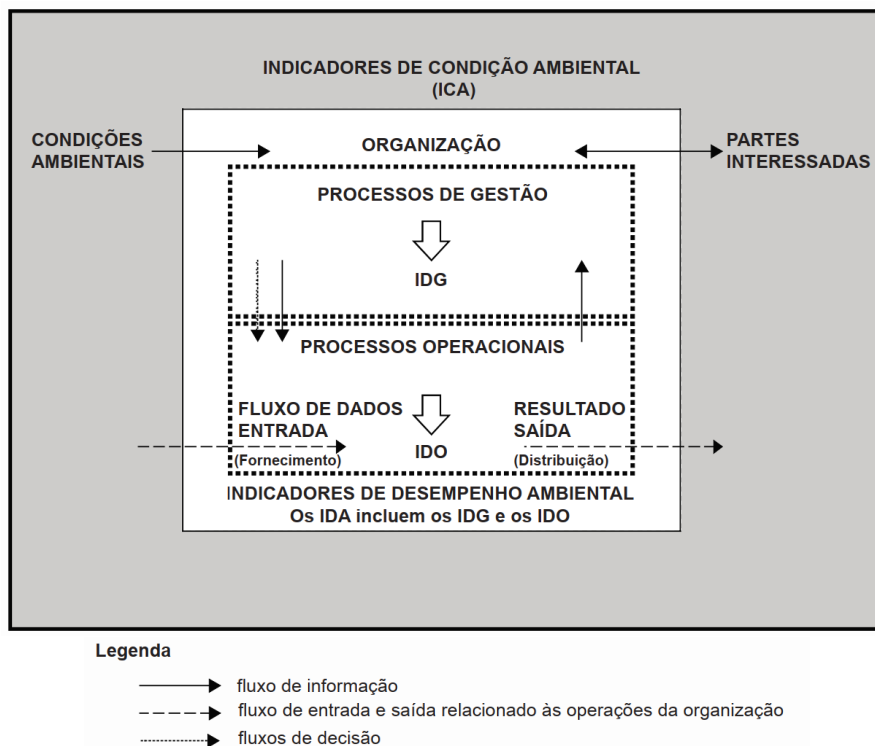 INDICADORES DE CONDIÇÃO AMBIENTAL
(ICA)
CONDIÇÕES
AMBIENTAIS
ORGANIZAÇÃO
PARTES
INTERESSADAS
PROCESSOS DE GESTÃO
IDG
PROCESSOS OPERACIONAIS
FLUXO DE DADOS
ENTRADA
(Fornecimento)
IDO
RESULTADO
SAÍDA
(Distribuição)
INDICADORES DE DESEMPENHO AMBIENTAL
Os IDA incluem os IDG e os IDO
Legenda
fluxo de informação
fluxo de entrada e saída relacionado às operações da organização
fluxos de decisão